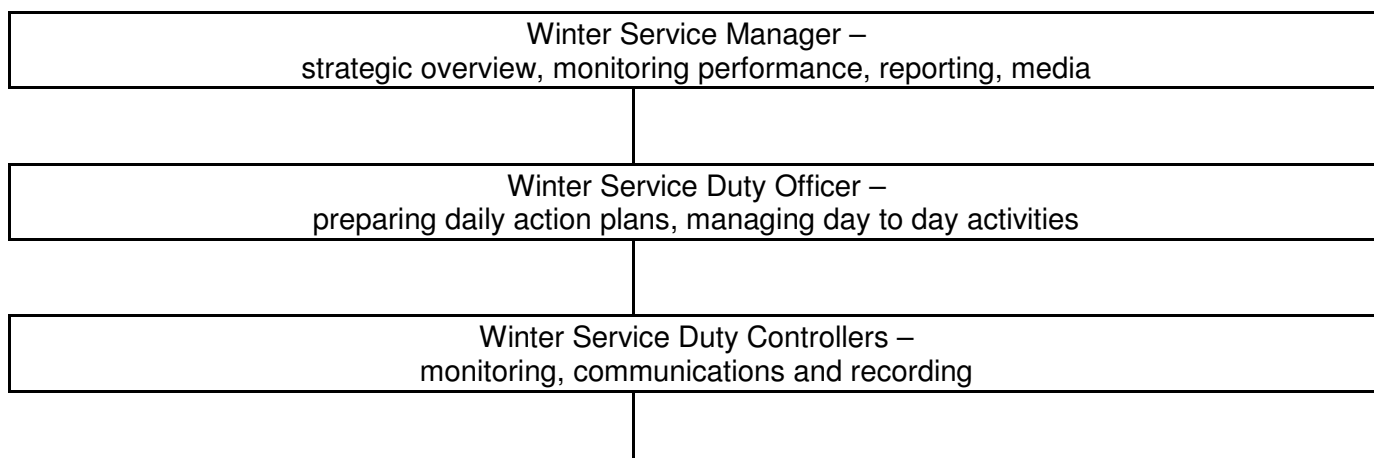 Winter Service Manager –
strategic overview, monitoring performance, reporting, media
Winter Service Duty Officer –
preparing daily action plans, managing day to day activities
Winter Service Duty Controllers –
monitoring, communications and recording